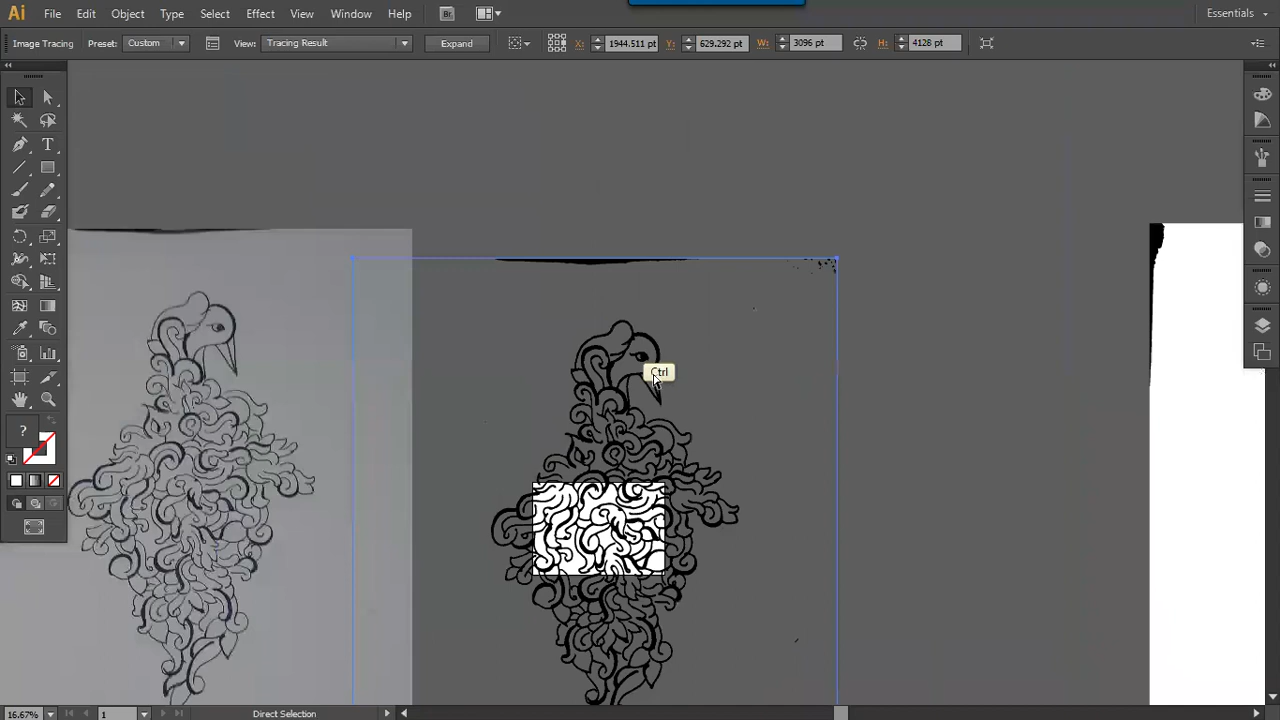 Ai File Edit Object Type Select Effect View Window Help Br Essentials
Image Tracing Preset: Custom View: Tracing Result Expand X: 1944.511 pt Y: 629.292 pt W: 3096 pt H: 4128 pt
T
Ctrl
?
16.67% 1 Direct Selection